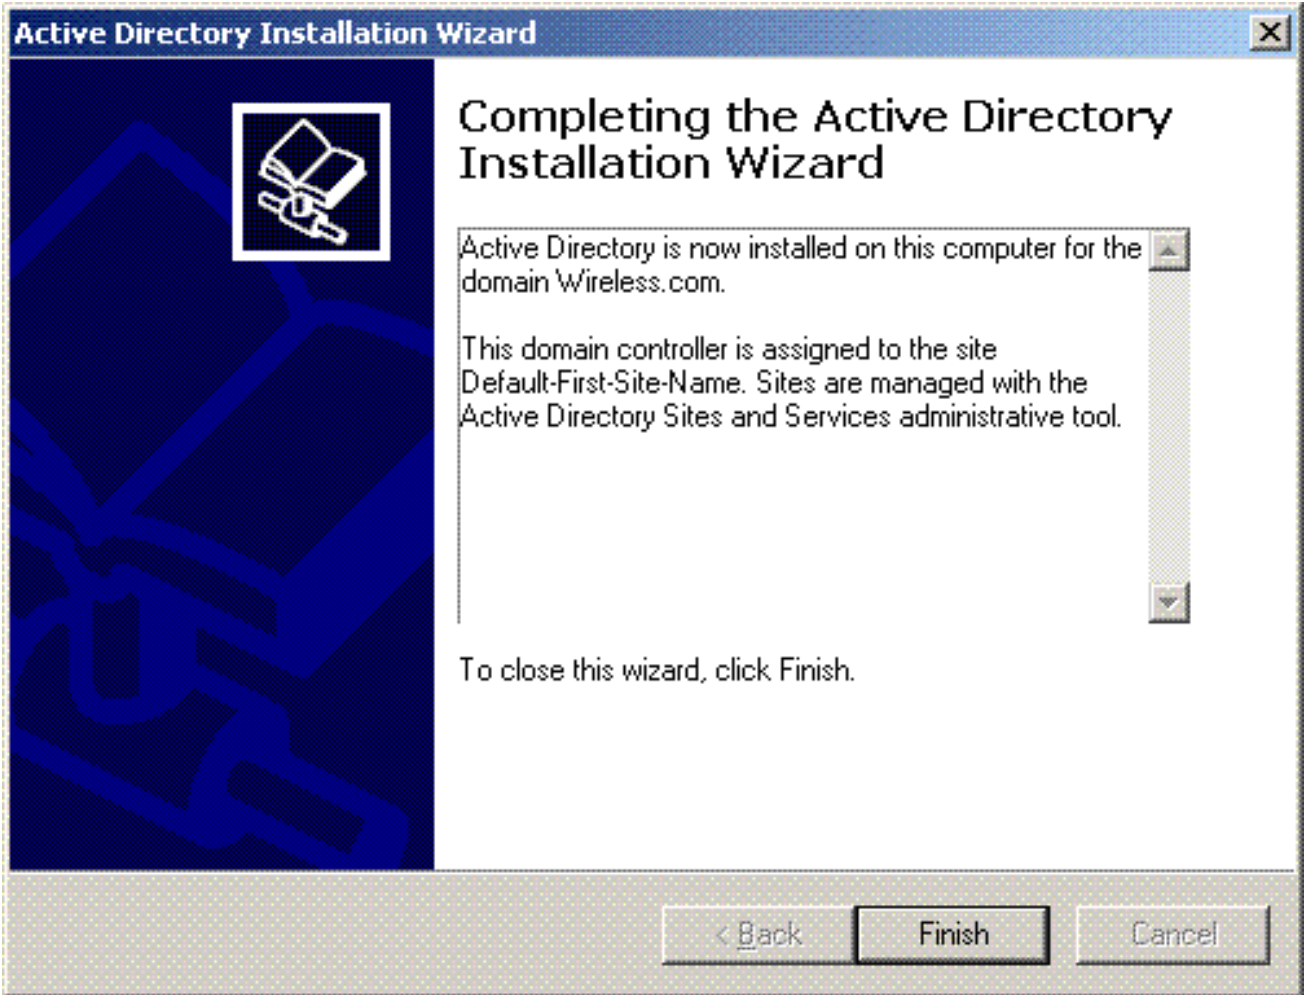 Active Directory Installation Wizard
Completing the Active Directory
Installation Wizard
Active Directory is now installed on this computer for the
domain Wireless.com.
This domain controller is assigned to the site
Default-First-Site-Name. Sites are managed with the
Active Directory Sites and Services administrative tool.
To close this wizard, click Finish.
< Back Finish Cancel